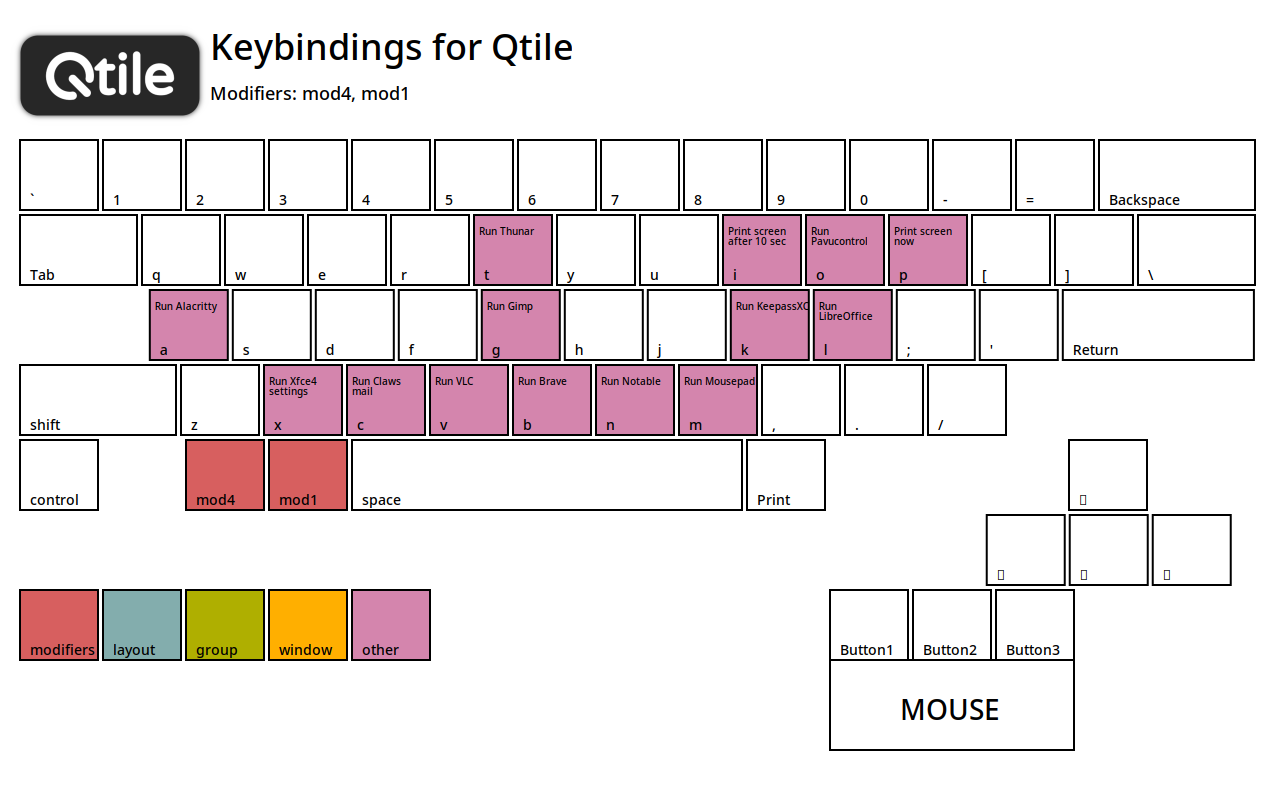 Qtile
Keybindings for Qtile
Modifiers: mod4, mod1
` 1 2 3 4 5 6 7 8 9 0 - = Backspace
Run Thunar
Print screen after 10 sec
Run Pavucontrol
Print screen now
Tab q w e r t y u i o p [ ] \
Run Alacritty
Run Gimp
Run KeepassXC
Run LibreOffice
a s d f g h j k l ; ' Return
Run Xfce4 settings
Run Claws mail
Run VLC
Run Brave
Run Notable
Run Mousepad
shift z x c v b n m , . /
control mod4 mod1 space Print
modifiers layout group window other
Button1 Button2 Button3
MOUSE